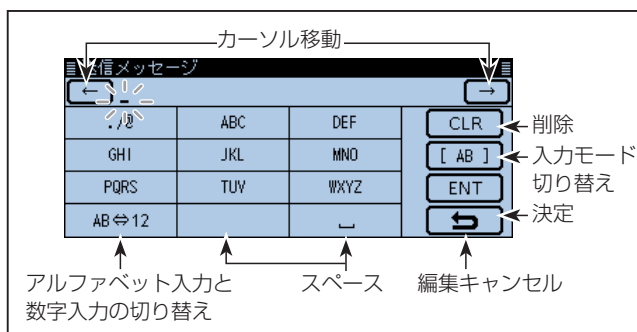 カーソル移動
信メッセージ
← _ →
./@ ABC DEF CLR 削除
GHI JKL MNO [ AB ] 入力モード
切り替え
PQRS TUV WXYZ ENT 決定
AB⇔12 ␣
アルファベット入力と
数字入力の切り替え
スペース
編集キャンセル